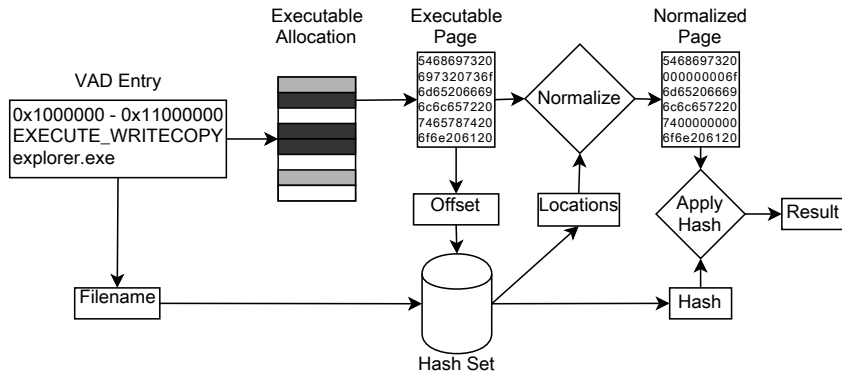 Executable
Allocation
Executable
Page
Normalized
Page
VAD Entry
0x1000000 - 0x11000000
EXECUTE_WRITECOPY
explorer.exe
5468697320
697320736f
6d65206669
6c6c657220
7465787420
6f6e206120
Normalize
5468697320
000000006f
6d65206669
6c6c657220
7400000000
6f6e206120
Offset
Locations
Apply
Hash
Result
Filename
Hash
Hash Set